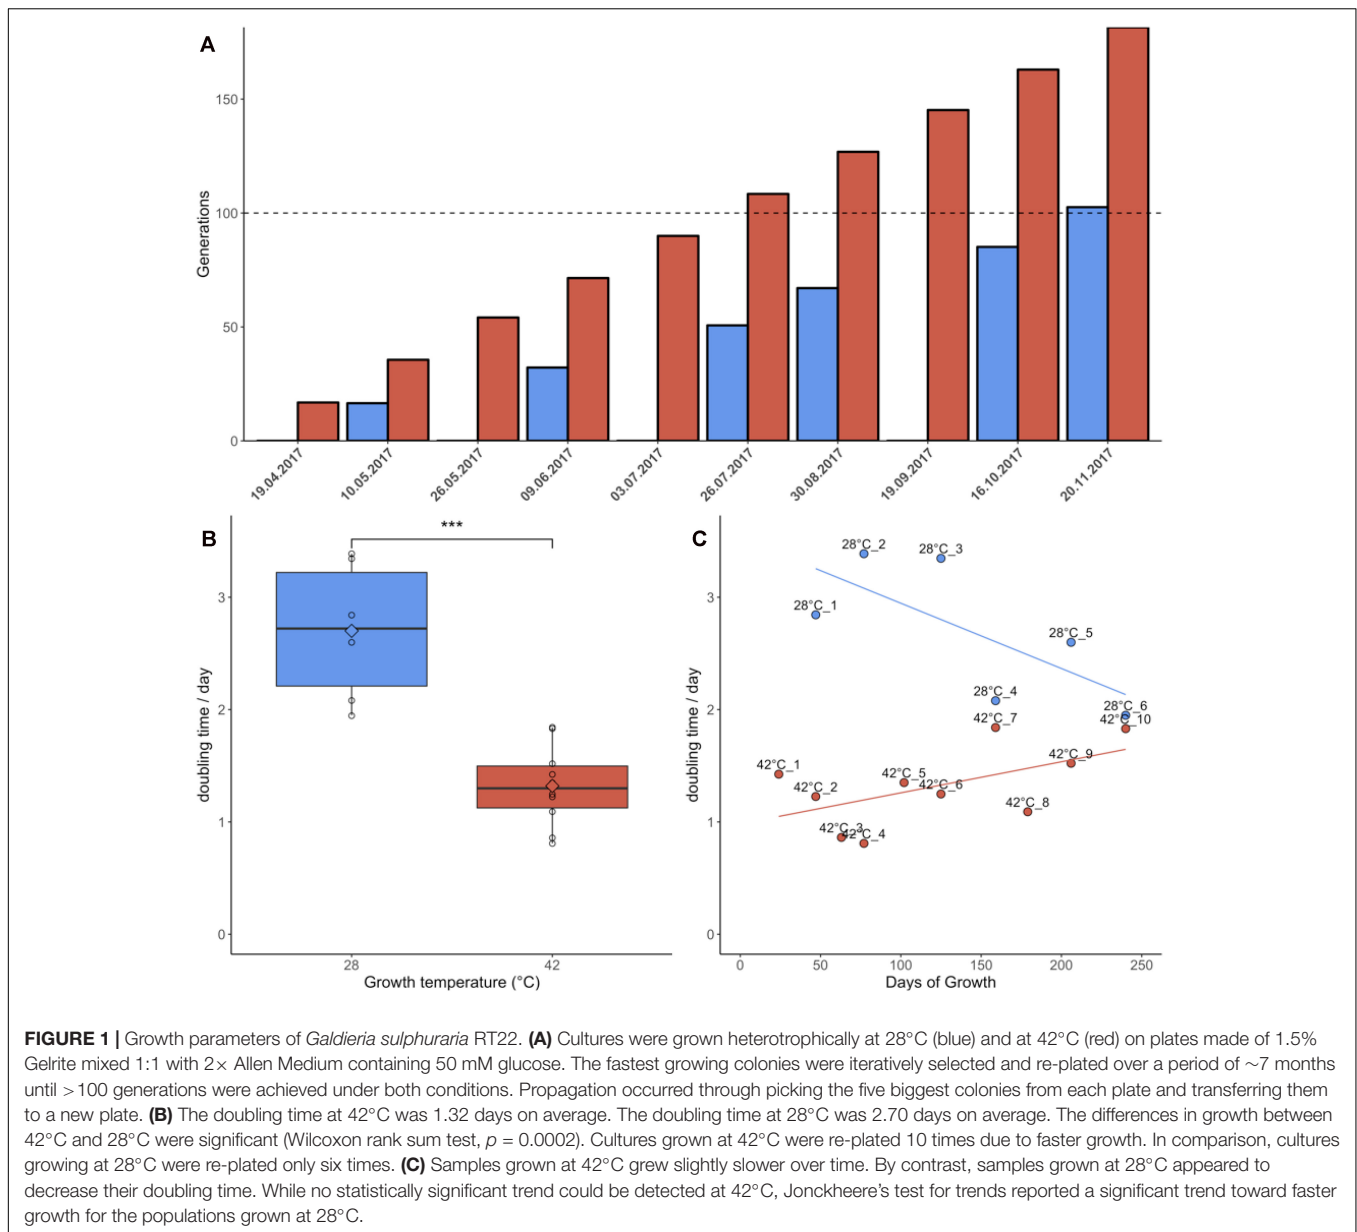 A
Generations
150
100
50
0
19.04.2017
10.05.2017
26.05.2017
09.06.2017
03.07.2017
26.07.2017
30.08.2017
19.09.2017
16.10.2017
20.11.2017
B
***
doubling time / day
3
2
1
0
28
42
Growth temperature (°C)
C
doubling time / day
3
2
1
0
28°C_2
28°C_3
28°C_1
28°C_5
28°C_4
28°C_6
42°C_7
42°C_10
42°C_9
42°C_1
42°C_5
42°C_2
42°C_6
42°C_8
42°C_3
42°C_4
0
50
100
150
200
250
Days of Growth
FIGURE 1 | Growth parameters of Galdieria sulphuraria RT22. (A) Cultures were grown heterotrophically at 28°C (blue) and at 42°C (red) on plates made of 1.5%
Gelrite mixed 1:1 with 2× Allen Medium containing 50 mM glucose. The fastest growing colonies were iteratively selected and re-plated over a period of ∼7 months
until >100 generations were achieved under both conditions. Propagation occurred through picking the five biggest colonies from each plate and transferring them
to a new plate. (B) The doubling time at 42°C was 1.32 days on average. The doubling time at 28°C was 2.70 days on average. The differences in growth between
42°C and 28°C were significant (Wilcoxon rank sum test, p = 0.0002). Cultures grown at 42°C were re-plated 10 times due to faster growth. In comparison, cultures
growing at 28°C were re-plated only six times. (C) Samples grown at 42°C grew slightly slower over time. By contrast, samples grown at 28°C appeared to
decrease their doubling time. While no statistically significant trend could be detected at 42°C, Jonckheere's test for trends reported a significant trend toward faster
growth for the populations grown at 28°C.